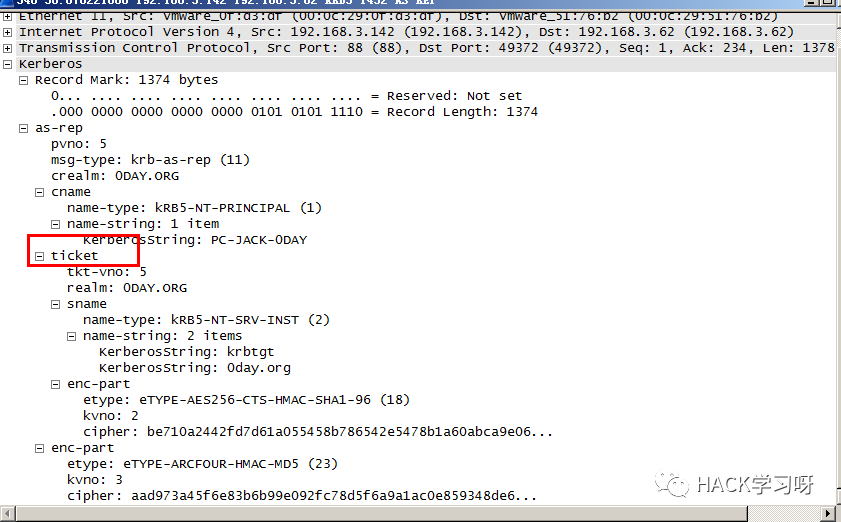 Ethernet II, Src: Vmware_0f:d3:df (00:0c:29:0f:d3:df), Dst: Vmware_51:76:b2 (00:0c:29:51:76:b2)
Internet Protocol Version 4, Src: 192.168.3.142 (192.168.3.142), Dst: 192.168.3.62 (192.168.3.62)
Transmission Control Protocol, Src Port: 88 (88), Dst Port: 49372 (49372), Seq: 1, Ack: 234, Len: 1378
Kerberos
Record Mark: 1374 bytes
0... .... .... .... .... .... .... .... = Reserved: Not set
.000 0000 0000 0000 0000 0101 0101 1110 = Record Length: 1374
as-rep
pvno: 5
msg-type: krb-as-rep (11)
crealm: 0DAY.ORG
cname
name-type: kRB5-NT-PRINCIPAL (1)
name-string: 1 item
KerberosString: PC-JACK-0DAY
ticket
tkt-vno: 5
realm: 0DAY.ORG
sname
name-type: kRB5-NT-SRV-INST (2)
name-string: 2 items
KerberosString: krbtgt
KerberosString: 0day.org
enc-part
etype: eTYPE-AES256-CTS-HMAC-SHA1-96 (18)
kvno: 2
cipher: be710a2442fd7d61a055458b786542e5478b1a60abca9e06...
enc-part
etype: eTYPE-ARCFOUR-HMAC-MD5 (23)
kvno: 3
cipher: aad973a45f6e83b6b99e092fc78d5f6a9a1ac0e859348de6...
HACK学习呀